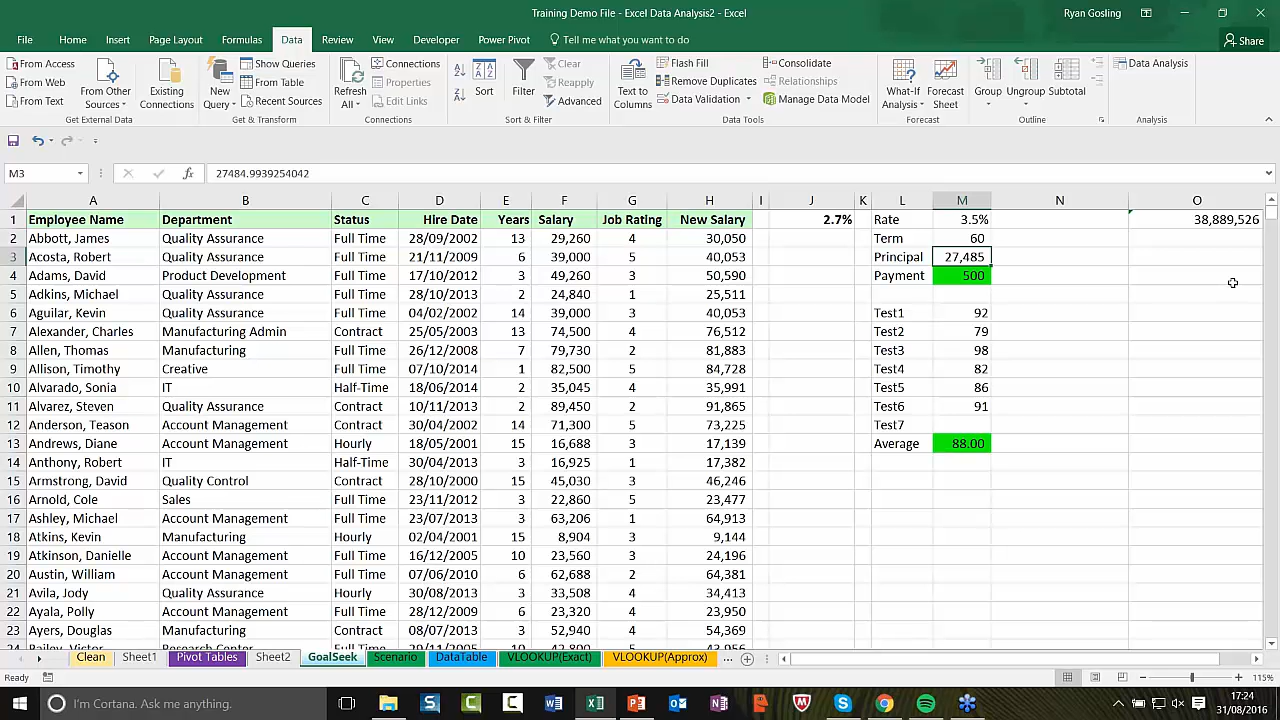 Training Demo File - Excel Data Analysis2 - Excel
Ryan Gosling
File Home Insert Page Layout Formulas Data Review View Developer Power Pivot Tell me what you want to do Share
From Access
From Web
From Text
From Other Sources
Existing Connections
Get External Data
New Query
Show Queries
From Table
Recent Sources
Get & Transform
Refresh All
Connections
Properties
Edit Links
Connections
Sort
Filter
Clear
Reapply
Advanced
Sort & Filter
Text to Columns
Flash Fill
Remove Duplicates
Data Validation
Consolidate
Relationships
Manage Data Model
Data Tools
What-If Analysis
Forecast Sheet
Forecast
Group
Ungroup
Subtotal
Outline
Data Analysis
Analysis
M3 fx 27484.9939254042
A B C D E F G H I J K L M N O
1 Employee Name Department Status Hire Date Years Salary Job Rating New Salary 2.7% Rate 3.5% 38,889,526
2 Abbott, James Quality Assurance Full Time 28/09/2002 13 29,260 4 30,050 Term 60
3 Acosta, Robert Quality Assurance Full Time 21/11/2009 6 39,000 5 40,053 Principal 27,485
4 Adams, David Product Development Full Time 17/10/2012 3 49,260 3 50,590 Payment 500
5 Adkins, Michael Quality Assurance Full Time 28/10/2013 2 24,840 1 25,511
6 Aguilar, Kevin Quality Assurance Full Time 04/02/2002 14 39,000 3 40,053 Test1 92
7 Alexander, Charles Manufacturing Admin Contract 25/05/2003 13 74,500 4 76,512 Test2 79
8 Allen, Thomas Manufacturing Full Time 26/12/2008 7 79,730 2 81,883 Test3 98
9 Allison, Timothy Creative Full Time 07/10/2014 1 82,500 5 84,728 Test4 82
10 Alvarado, Sonia IT Half-Time 18/06/2014 2 35,045 4 35,991 Test5 86
11 Alvarez, Steven Quality Assurance Contract 10/11/2013 2 89,450 2 91,865 Test6 91
12 Anderson, Teason Account Management Contract 30/04/2002 14 71,300 5 73,225 Test7
13 Andrews, Diane Account Management Hourly 18/05/2001 15 16,688 3 17,139 Average 88.00
14 Anthony, Robert IT Half-Time 30/04/2013 3 16,925 1 17,382
15 Armstrong, David Quality Control Full Time 28/10/2000 15 45,030 3 46,246
16 Arnold, Cole Sales Full Time 23/11/2012 3 22,860 5 23,477
17 Ashley, Michael Account Management Full Time 23/07/2013 3 63,206 1 64,913
18 Atkins, Kevin Manufacturing Hourly 02/04/2001 15 8,904 3 9,144
19 Atkinson, Danielle Account Management Full Time 16/12/2005 10 23,560 3 24,196
20 Austin, William Account Management Full Time 07/06/2010 6 62,688 2 64,381
21 Avila, Jody Quality Assurance Hourly 30/08/2013 3 33,508 4 34,413
22 Ayala, Polly Account Management Full Time 28/12/2009 6 23,320 4 23,950
23 Ayers, Douglas Manufacturing Contract 08/07/2013 3 52,940 4 54,369
Clean Sheet1 Pivot Tables Sheet2 GoalSeek Scenario DataTable VLOOKUP(Exact) VLOOKUP(Approx) ...
Ready 115%
I'm Cortana. Ask me anything. 17:24
31/08/2016